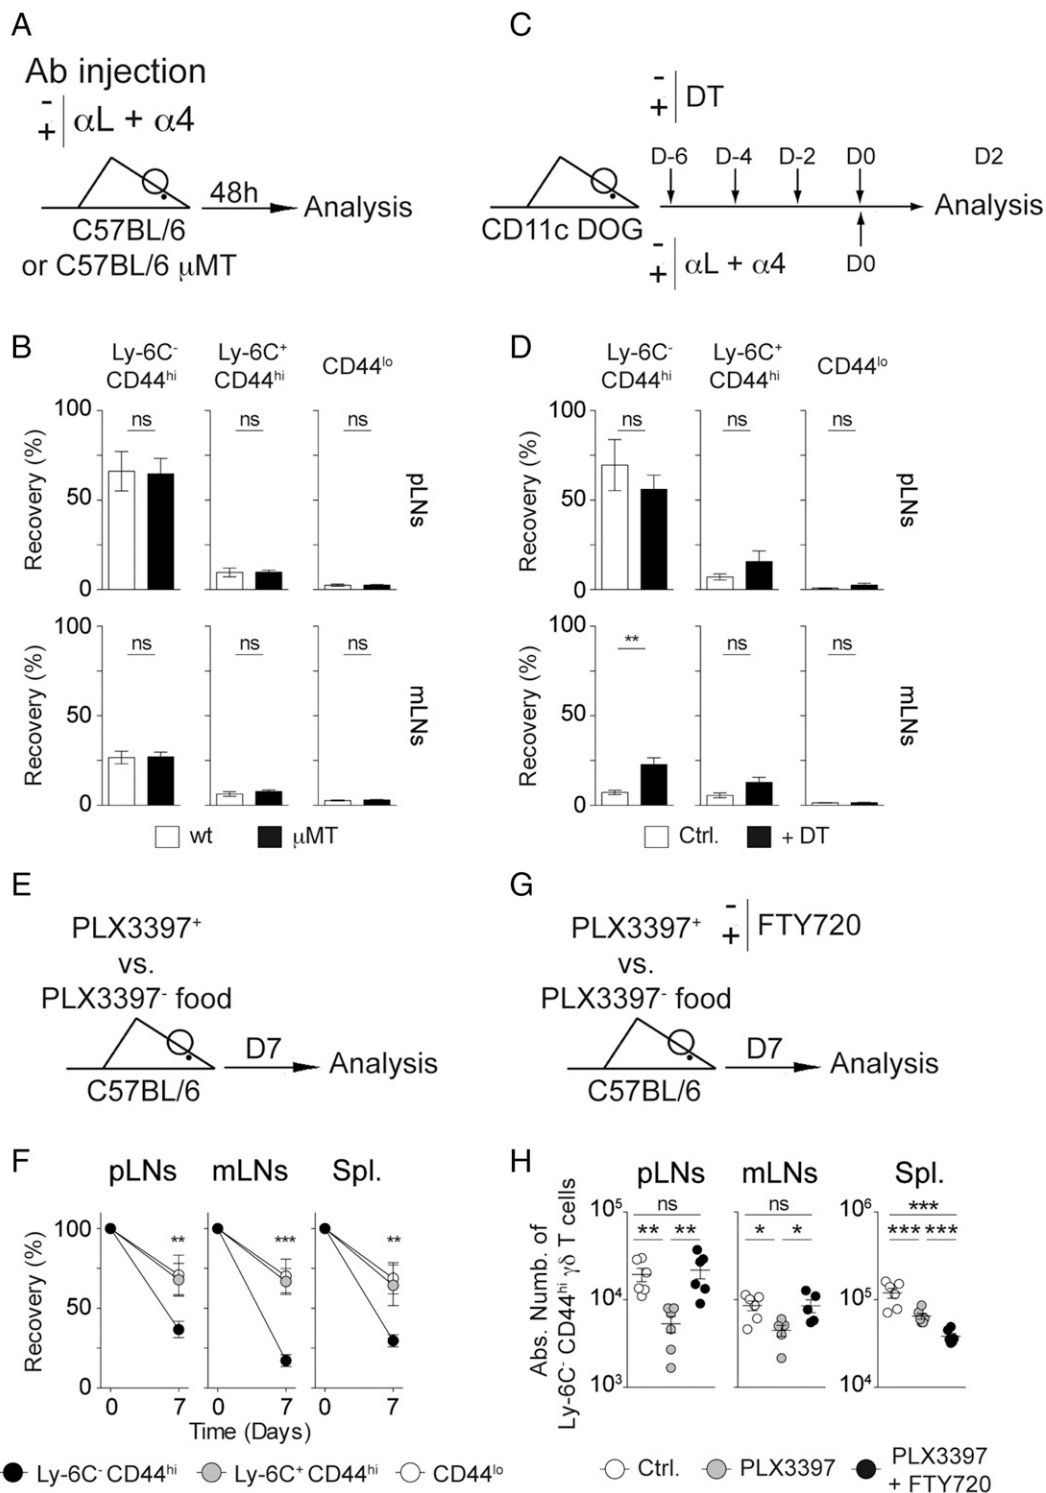 A
Ab injection
-
+
αL + α4
48h
Analysis
C57BL/6
or C57BL/6 μMT
C
-
+
DT
D-6 D-4 D-2 D0 D2
Analysis
CD11c DOG
-
+
αL + α4
D0
B
Ly-6C⁻
CD44ʰⁱ
Ly-6C⁺
CD44ʰⁱ
CD44ˡᵒ
Recovery (%)
100
50
0
ns
ns
ns
pLNs
Recovery (%)
100
50
0
ns
ns
ns
mLNs
wt
μMT
D
Ly-6C⁻
CD44ʰⁱ
Ly-6C⁺
CD44ʰⁱ
CD44ˡᵒ
Recovery (%)
100
50
0
ns
ns
ns
pLNs
Recovery (%)
100
50
0
**
ns
ns
mLNs
Ctrl.
+ DT
E
PLX3397⁺
vs.
PLX3397⁻ food
D7
Analysis
C57BL/6
G
PLX3397⁺
vs.
PLX3397⁻ food
-
+
FTY720
D7
Analysis
C57BL/6
F
pLNs
mLNs
Spl.
Recovery (%)
100
50
0
**
***
**
0 7
0 7
0 7
Time (Days)
Ly-6C⁻ CD44ʰⁱ
Ly-6C⁺ CD44ʰⁱ
CD44ˡᵒ
H
pLNs
mLNs
Spl.
Abs. Numb. of
Ly-6C⁻ CD44ʰⁱ γδ T cells
10⁵
10⁴
10³
ns
** **
ns
* *
10⁶
10⁵
10⁴
***
*** ***
Ctrl.
PLX3397
PLX3397
+ FTY720